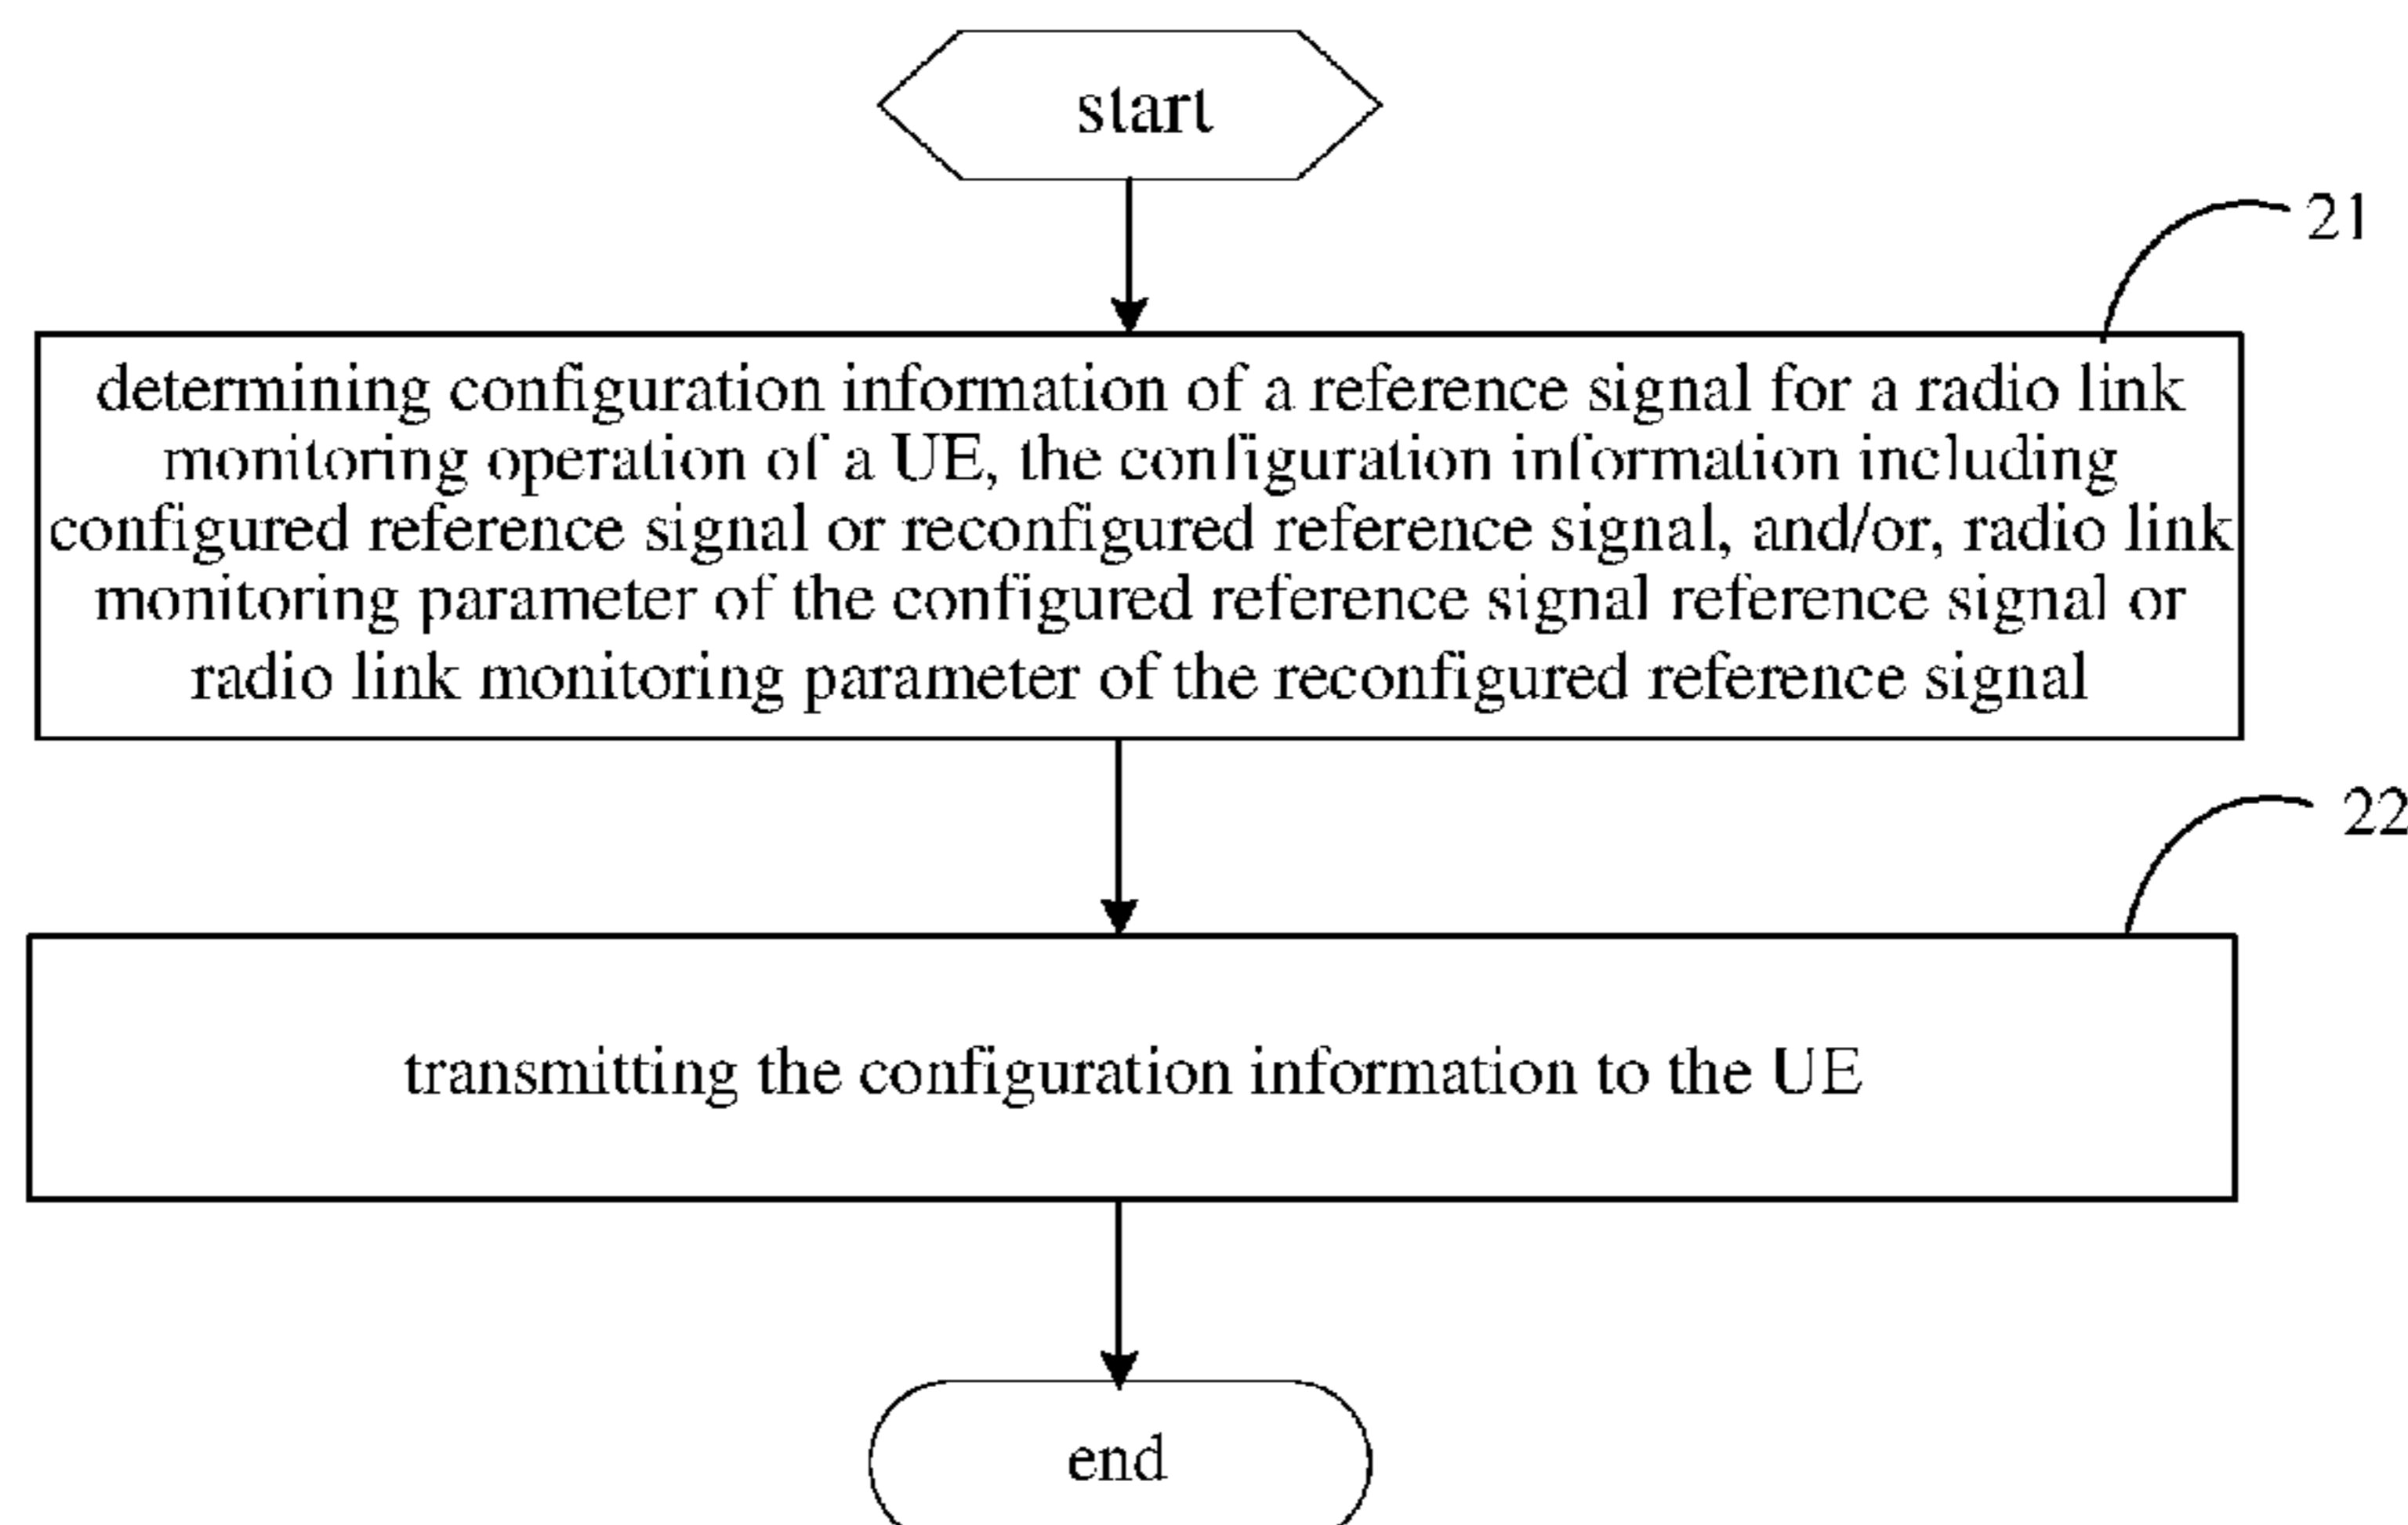 start
21
determining configuration information of a reference signal for a radio link
monitoring operation of a UE, the configuration information including
configured reference signal or reconfigured reference signal, and/or, radio link
monitoring parameter of the configured reference signal reference signal or
radio link monitoring parameter of the reconfigured reference signal
22
transmitting the configuration information to the UE
end